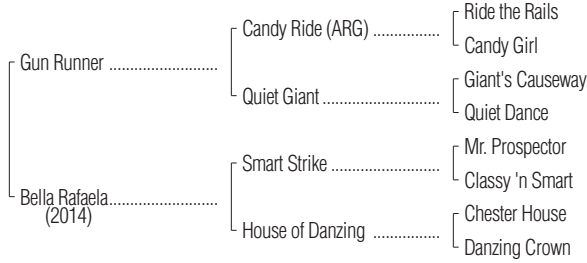 Ride the Rails
Candy Ride (ARG) ................
Candy Girl
Gun Runner ..........................
Giant's Causeway
Quiet Giant ............................
Quiet Dance
Mr. Prospector
Smart Strike ..........................
Classy 'n Smart
Bella Rafaela..........................
(2014)
Chester House
House of Danzing ................
Danzing Crown